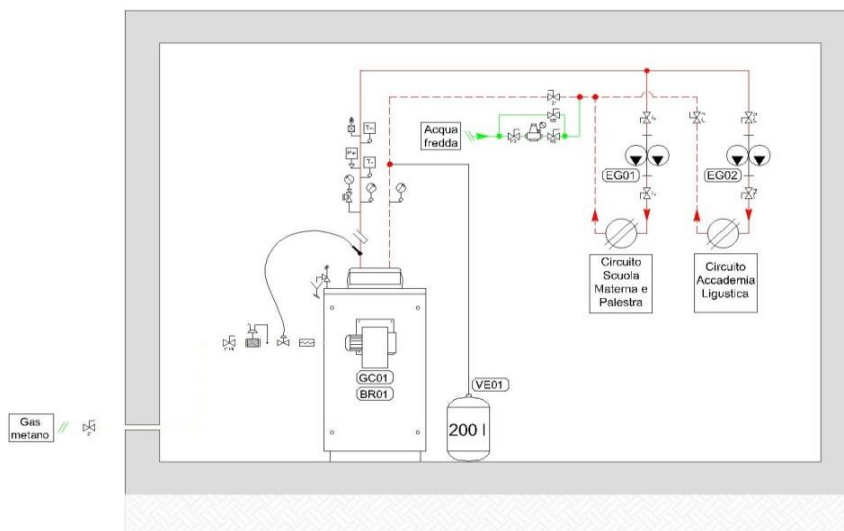 Acqua
fredda
EG01
EG02
Circuito
Scuola
Materna e
Palestra
Circuito
Accademia
Ligustica
GC01
BR01
VE01
200 l
Gas
metano